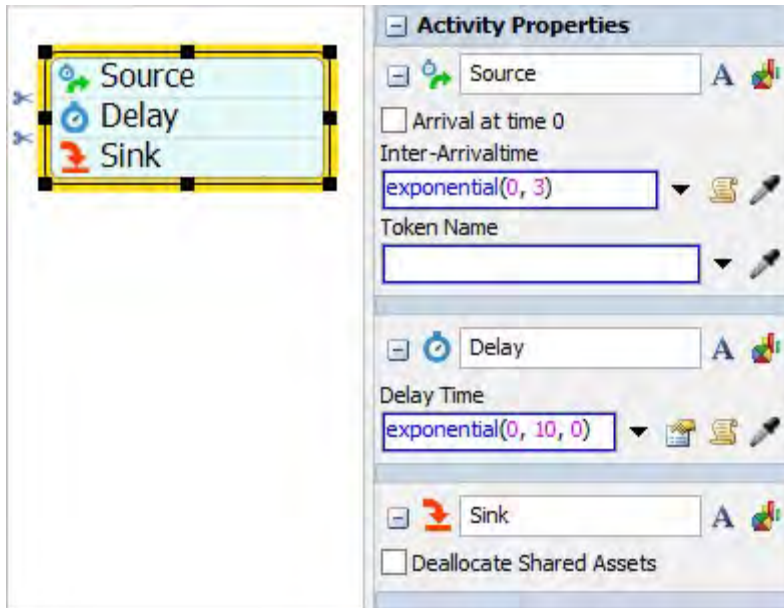 Source
Delay
Sink
Activity Properties
Source
Arrival at time 0
Inter-Arrivaltime
exponential(0, 3)
Token Name
Delay
Delay Time
exponential(0, 10, 0)
Sink
Deallocate Shared Assets